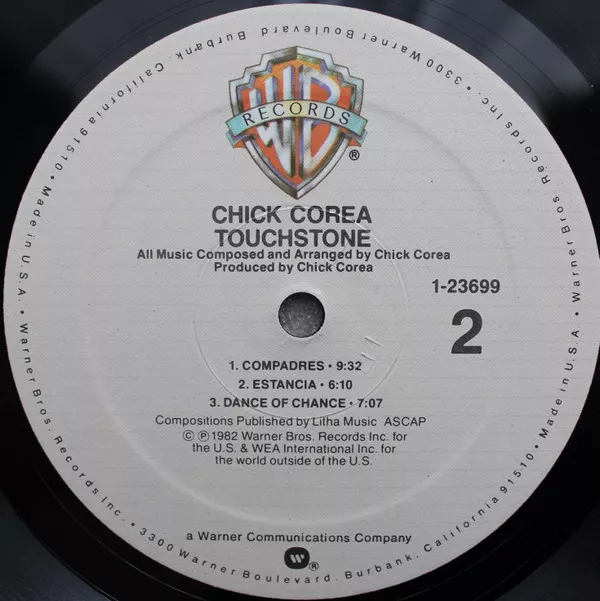 WB
RECORDS
®
CHICK COREA
TOUCHSTONE
All Music Composed and Arranged by Chick Corea
Produced by Chick Corea
1-23699
2
1. COMPADRES • 9:32
2. ESTANCIA • 6:10
3. DANCE OF CHANCE • 7:07
Compositions Published by Litha Music ASCAP
© ℗ 1982 Warner Bros. Records Inc. for
the U.S. & WEA International Inc. for
the world outside of the U.S.
a Warner Communications Company
®
Warner Bros. Records Inc. • 3300 Warner Boulevard, Burbank, California 91510 • Made in U.S.A. •
Warner Bros. Records Inc. • 3300 Warner Boulevard, Burbank, California 91510 • Made in U.S.A. •